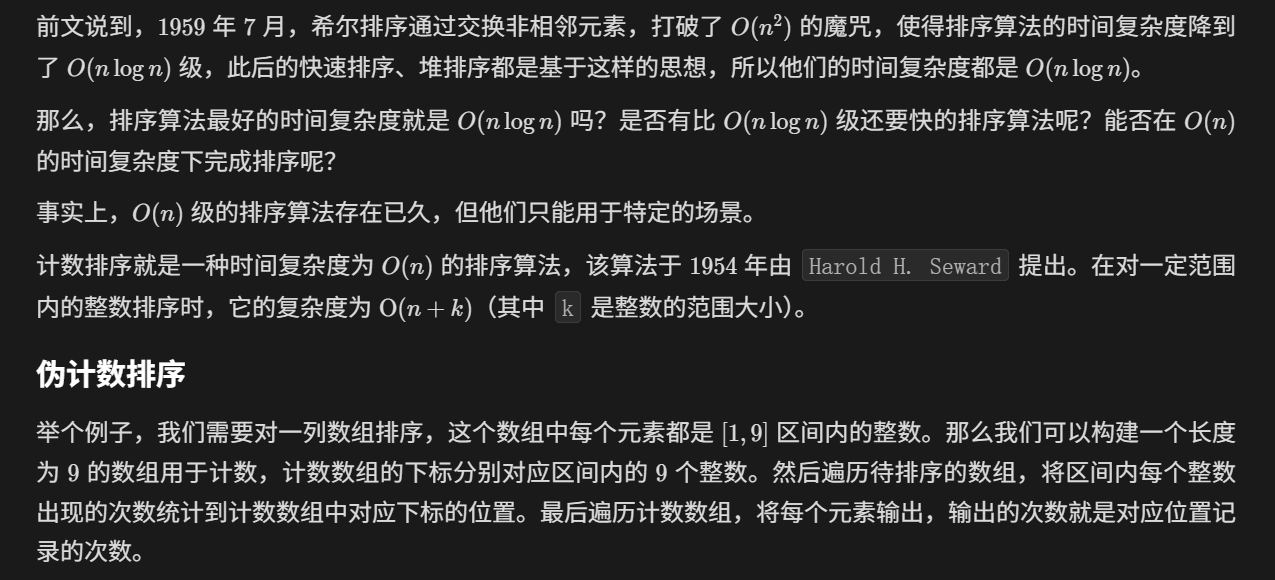 前文说到，1959 年 7 月，希尔排序通过交换非相邻元素，打破了 O(n²) 的魔咒，使得排序算法的时间复杂度降到
了 O(n log n) 级，此后的快速排序、堆排序都是基于这样的思想，所以他们的时间复杂度都是 O(n log n)。
那么，排序算法最好的时间复杂度就是 O(n log n) 吗？是否有比 O(n log n) 级还要快的排序算法呢？能否在 O(n)
的时间复杂度下完成排序呢？
事实上，O(n) 级的排序算法存在已久，但他们只能用于特定的场景。
计数排序就是一种时间复杂度为 O(n) 的排序算法，该算法于 1954 年由 Harold H. Seward 提出。在对一定范围
内的整数排序时，它的复杂度为 O(n + k)（其中 k 是整数的范围大小）。
伪计数排序
举个例子，我们需要对一列数组排序，这个数组中每个元素都是 [1, 9] 区间内的整数。那么我们可以构建一个长度
为 9 的数组用于计数，计数数组的下标分别对应区间内的 9 个整数。然后遍历待排序的数组，将区间内每个整数
出现的次数统计到计数数组中对应下标的位置。最后遍历计数数组，将每个元素输出，输出的次数就是对应位置记
录的次数。